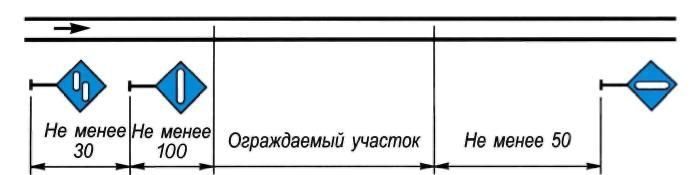 Не менее
30
Не менее
100
Ограждаемый участок
Не менее 50